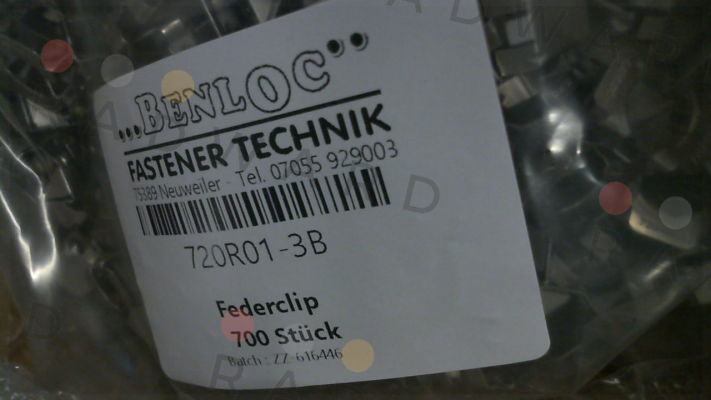 ...BENLOC••
FASTENER TECHNIK
75389 Neuweiler - Tel. 07055 929003
720R01-3B
Federclip
700 Stück
Batch : ZZ-616446